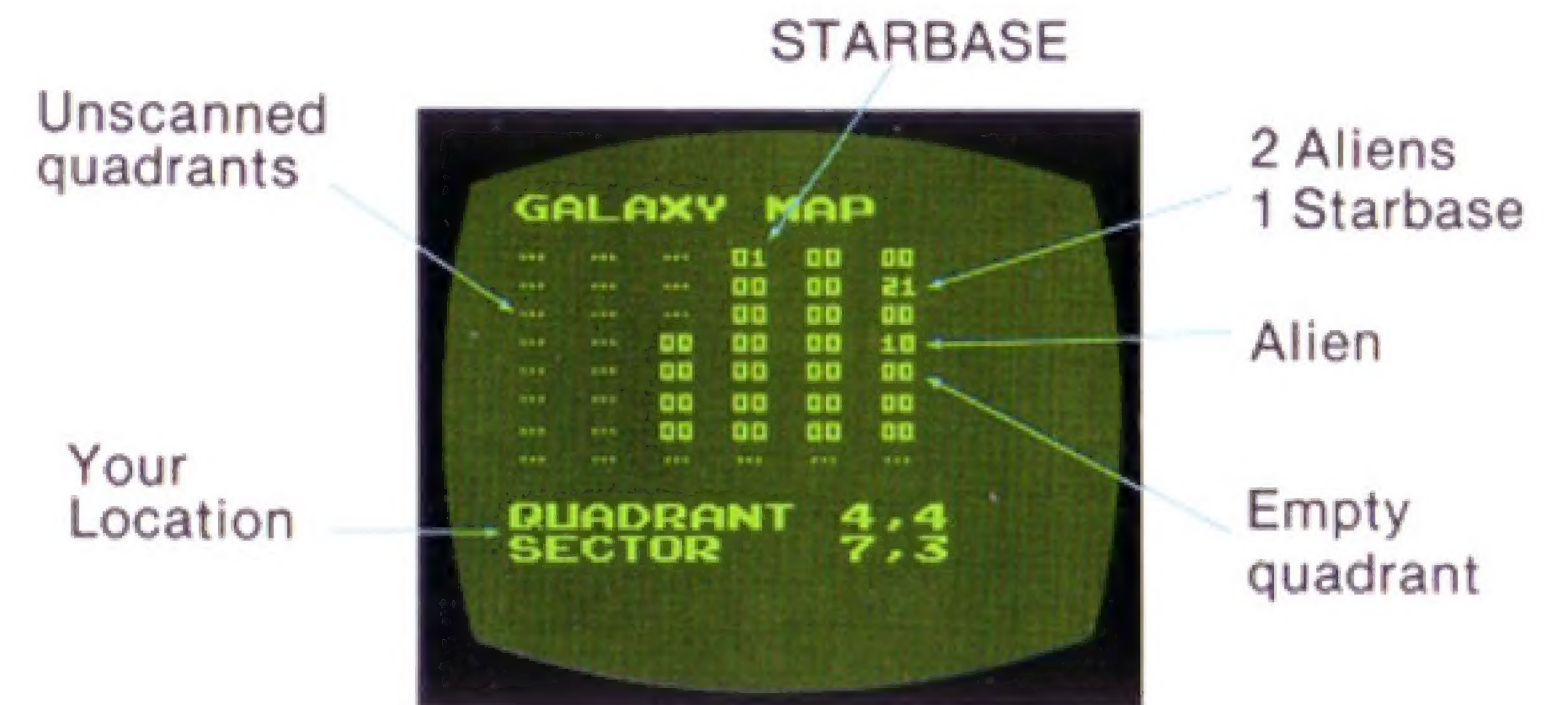 STARBASE
Unscanned
quadrants
2 Aliens
1 Starbase
GALAXY MAP
--- --- --- 01 00 00
--- --- --- 00 00 21
--- --- --- 00 00 00
--- --- 00 00 00 10
--- --- 00 00 00 00
--- --- 00 00 00 00
--- --- 00 00 00 00
--- --- --- --- --- ---
Alien
Your
Location
QUADRANT 4,4
SECTOR 7,3
Empty
quadrant